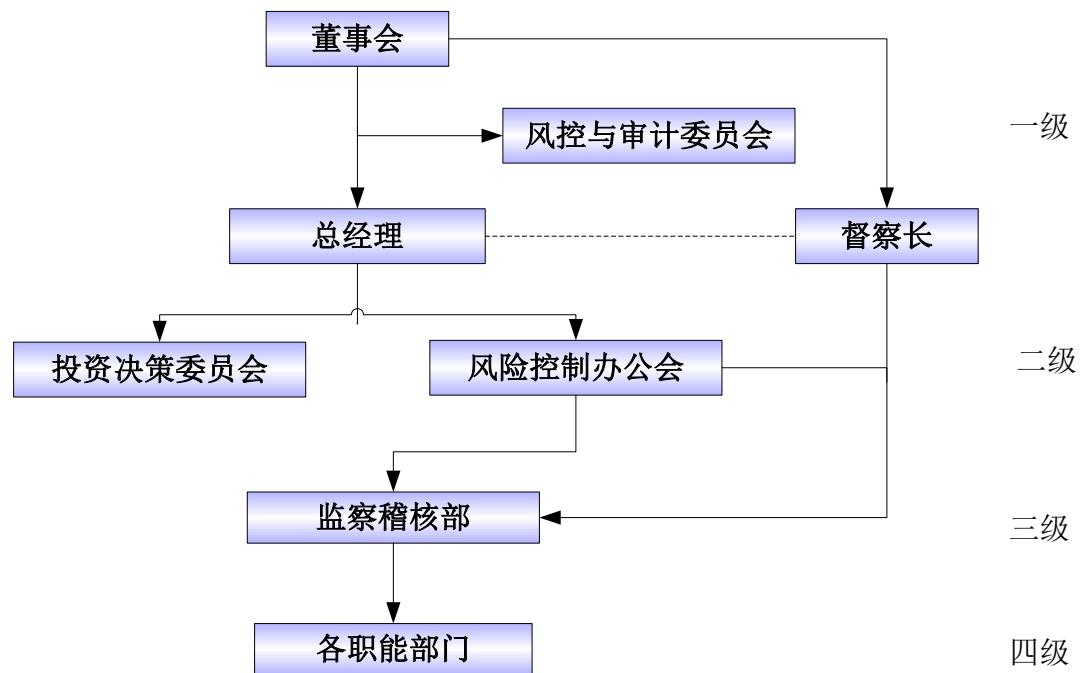 董事会
风控与审计委员会
一级
总经理
督察长
投资决策委员会
风险控制办公会
二级
监察稽核部
三级
各职能部门
四级